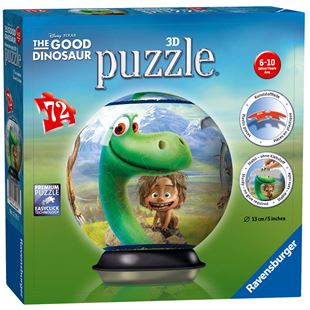 DISNEY · PIXAR
THE GOOD
DINOSAUR
3D
puzzle®
6-10
72
PREMIUM
PUZZLE
EASYCLICK
TECHNOLOGY
Ø 13 cm / 5 inches
Ravensburger